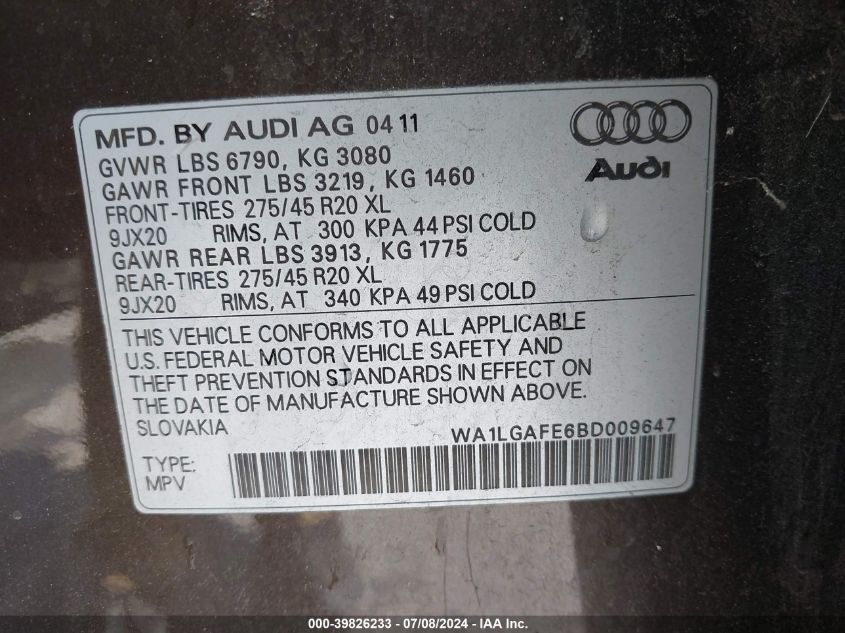 MFD. BY AUDI AG 04 11
GVWR LBS 6790, KG 3080
GAWR FRONT LBS 3219, KG 1460
FRONT-TIRES 275/45 R20 XL
9JX20 RIMS, AT 300 KPA 44 PSI COLD
GAWR REAR LBS 3913, KG 1775
REAR-TIRES 275/45 R20 XL
9JX20 RIMS, AT 340 KPA 49 PSI COLD
Audi
THIS VEHICLE CONFORMS TO ALL APPLICABLE
U.S. FEDERAL MOTOR VEHICLE SAFETY AND
THEFT PREVENTION STANDARDS IN EFFECT ON
THE DATE OF MANUFACTURE SHOWN ABOVE.
SLOVAKIA WA1LGAFE6BD009647
TYPE:
MPV
000-39826233 - 07/08/2024 - IAA Inc.